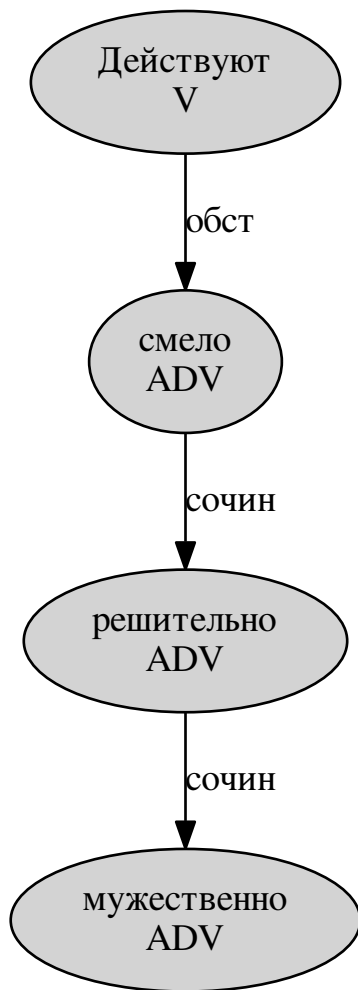 Действуют
V
обст
смело
ADV
сочин
решительно
ADV
сочин
мужественно
ADV